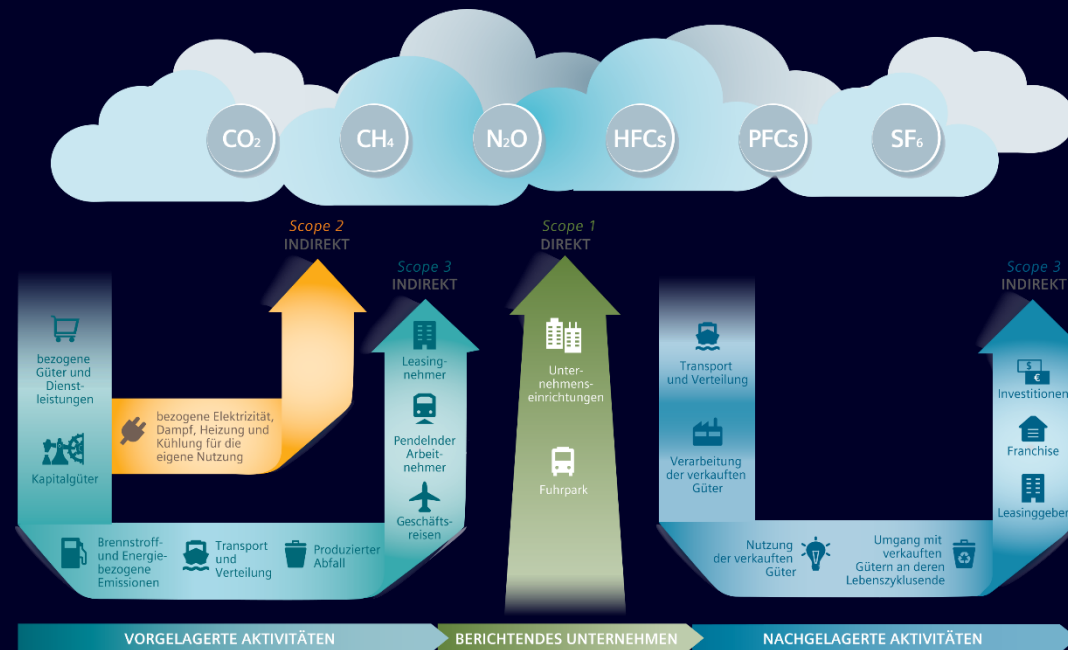 CO₂
CH₄
N₂O
HFCs
PFCs
SF₆
Scope 2
INDIREKT
Scope 1
DIREKT
Scope 3
INDIREKT
Scope 3
INDIREKT
bezogene
Güter und
Dienst-
leistungen
Kapitalgüter
bezogene Elektrizität,
Dampf, Heizung und
Kühlung für die
eigene Nutzung
Brennstroff-
und Energie-
bezogene
Emissionen
Transport
und
Verteilung
Produzierter
Abfall
Leasing-
nehmer
Pendelnder
Arbeit-
nehmer
Geschäfts-
reisen
Unter-
nehmens-
einrichtungen
Fuhrpark
Transport
und Verteilung
Verarbeitung
der verkauften
Güter
Nutzung
der verkauften
Güter
Umgang mit
verkauften
Gütern an deren
Lebenszyklusende
$
€
Investitionen
Franchise
Leasinggeber
VORGELAGERTE AKTIVITÄTEN
BERICHTENDES UNTERNEHMEN
NACHGELAGERTE AKTIVITÄTEN